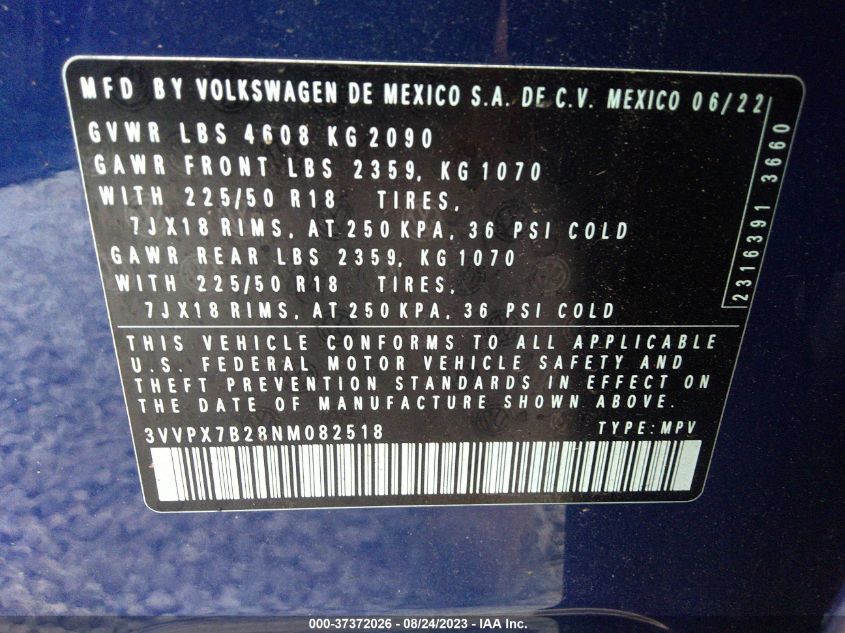 MFD BY VOLKSWAGEN DE MEXICO S.A. DE C.V. MEXICO 06/22
GVWR LBS 4608 KG 2090
GAWR FRONT LBS 2359, KG 1070
WITH 225/50 R18 TIRES,
7JX18 RIMS, AT 250 KPA, 36 PSI COLD
GAWR REAR LBS 2359, KG 1070
WITH 225/50 R18 TIRES,
7JX18 RIMS, AT 250 KPA, 36 PSI COLD
2316391 3660
THIS VEHICLE CONFORMS TO ALL APPLICABLE
U.S. FEDERAL MOTOR VEHICLE SAFETY AND
THEFT PREVENTION STANDARDS IN EFFECT ON
THE DATE OF MANUFACTURE SHOWN ABOVE.
3VVPX7B28NM082518 TYPE: MPV
000-37372026 - 08/24/2023 - IAA Inc.